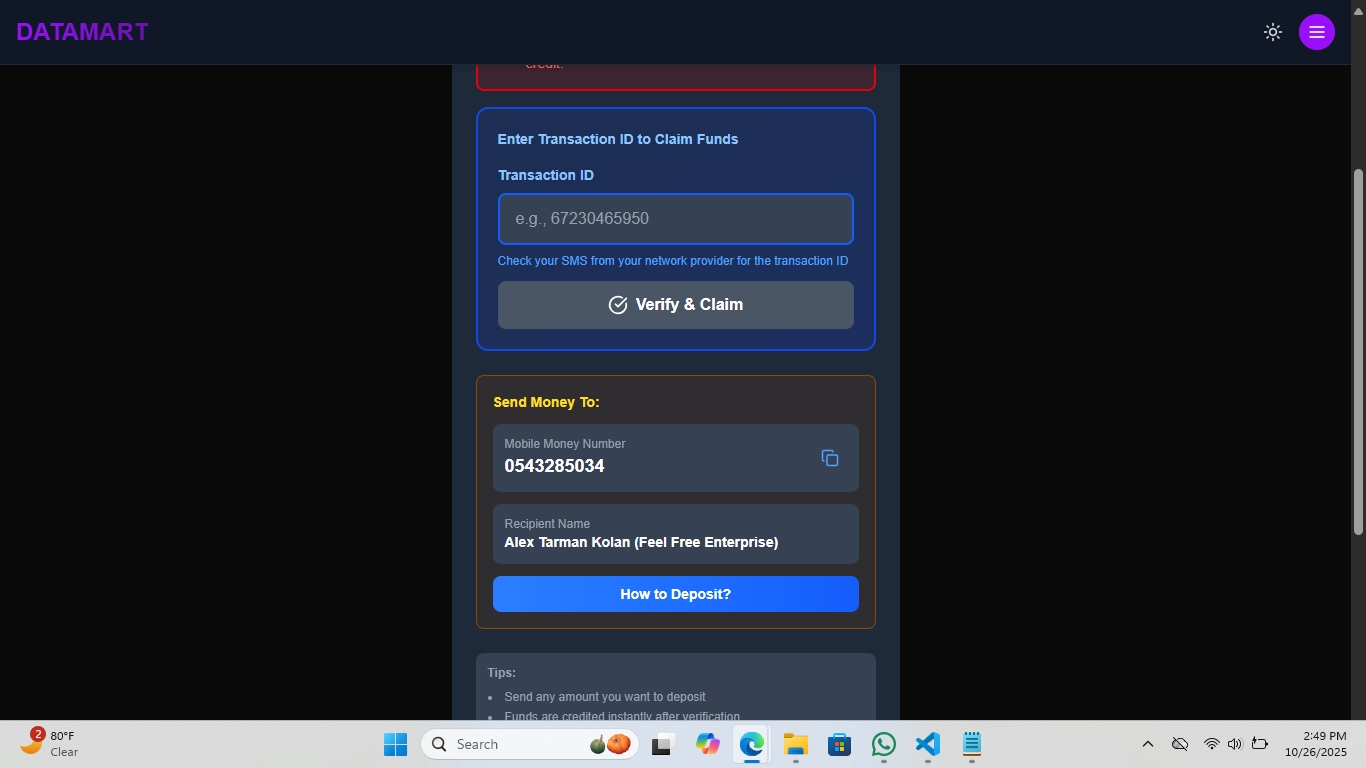 DATAMART
credit.
Enter Transaction ID to Claim Funds
Transaction ID
e.g., 67230465950
Check your SMS from your network provider for the transaction ID
Verify & Claim
Send Money To:
Mobile Money Number
0543285034
Recipient Name
Alex Tarman Kolan (Feel Free Enterprise)
How to Deposit?
Tips:
• Send any amount you want to deposit
• Funds are credited instantly after verification
2
80°F
Clear
Search
2:49 PM
10/26/2025